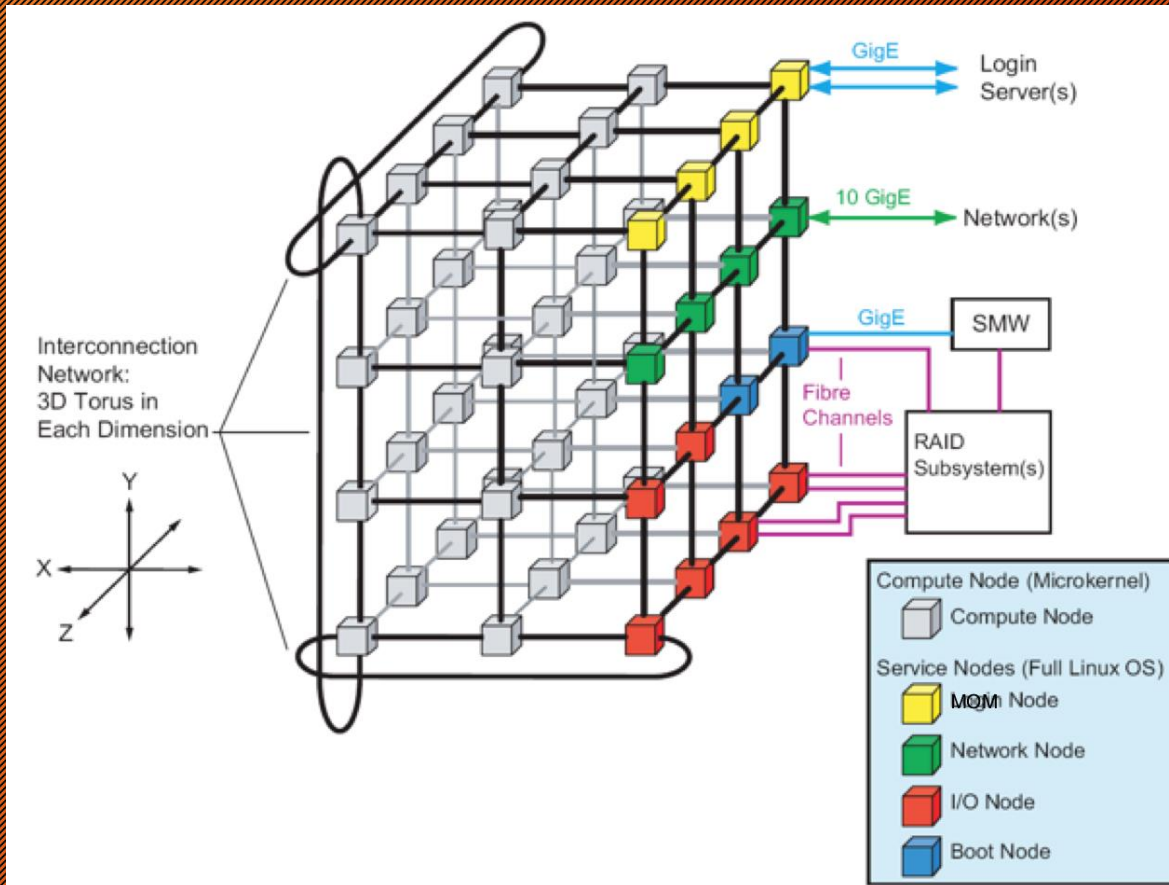 GigE
Login
Server(s)
10 GigE
Network(s)
GigE
SMW
Fibre
Channels
RAID
Subsystem(s)
Interconnection
Network:
3D Torus in
Each Dimension
Y
X
Z
Compute Node (Microkernel)
Compute Node
Service Nodes (Full Linux OS)
MOM Node
Network Node
I/O Node
Boot Node